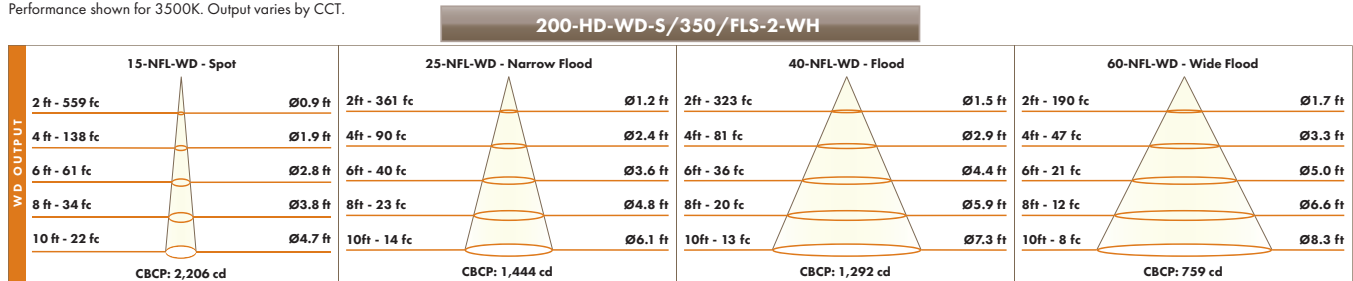 Performance shown for 3500K. Output varies by CCT.
200-HD-WD-S/350/FLS-2-WH
WD OUTPUT
15-NFL-WD - Spot
2 ft - 559 fc Ø0.9 ft
4 ft - 138 fc Ø1.9 ft
6 ft - 61 fc Ø2.8 ft
8 ft - 34 fc Ø3.8 ft
10 ft - 22 fc Ø4.7 ft
CBCP: 2,206 cd
25-NFL-WD - Narrow Flood
2ft - 361 fc Ø1.2 ft
4ft - 90 fc Ø2.4 ft
6ft - 40 fc Ø3.6 ft
8ft - 23 fc Ø4.8 ft
10ft - 14 fc Ø6.1 ft
CBCP: 1,444 cd
40-NFL-WD - Flood
2ft - 323 fc Ø1.5 ft
4ft - 81 fc Ø2.9 ft
6ft - 36 fc Ø4.4 ft
8ft - 20 fc Ø5.9 ft
10ft - 13 fc Ø7.3 ft
CBCP: 1,292 cd
60-NFL-WD - Wide Flood
2ft - 190 fc Ø1.7 ft
4ft - 47 fc Ø3.3 ft
6ft - 21 fc Ø5.0 ft
8ft - 12 fc Ø6.6 ft
10ft - 8 fc Ø8.3 ft
CBCP: 759 cd